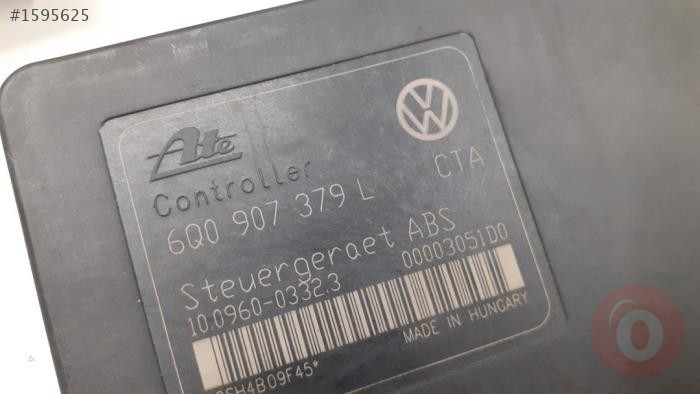 #1595625
Ate
Controller
6Q0 907 379 L
CTA
Steuergeraet ABS
10.0960-0332.3
00003051D0
MADE IN HUNGARY